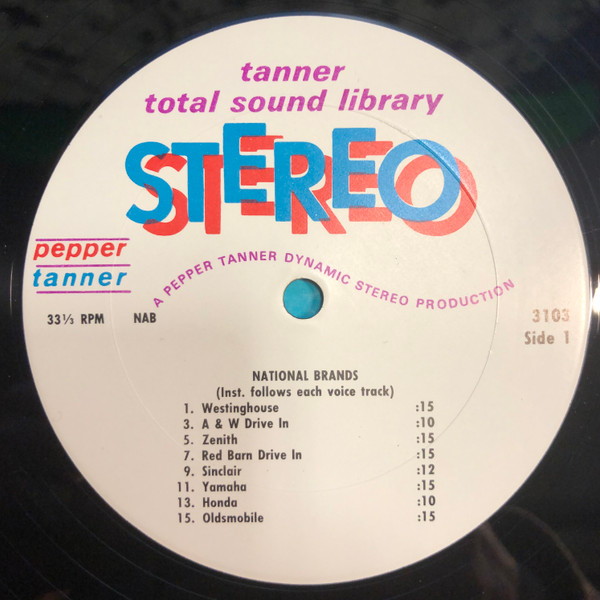 tanner
total sound library
STEREO
pepper
tanner
A PEPPER TANNER DYNAMIC STEREO PRODUCTION
33⅓ RPM NAB
3103
Side 1
NATIONAL BRANDS
(Inst. follows each voice track)
1. Westinghouse :15
3. A & W Drive In :10
5. Zenith :15
7. Red Barn Drive In :15
9. Sinclair :12
11. Yamaha :15
13. Honda :10
15. Oldsmobile :15